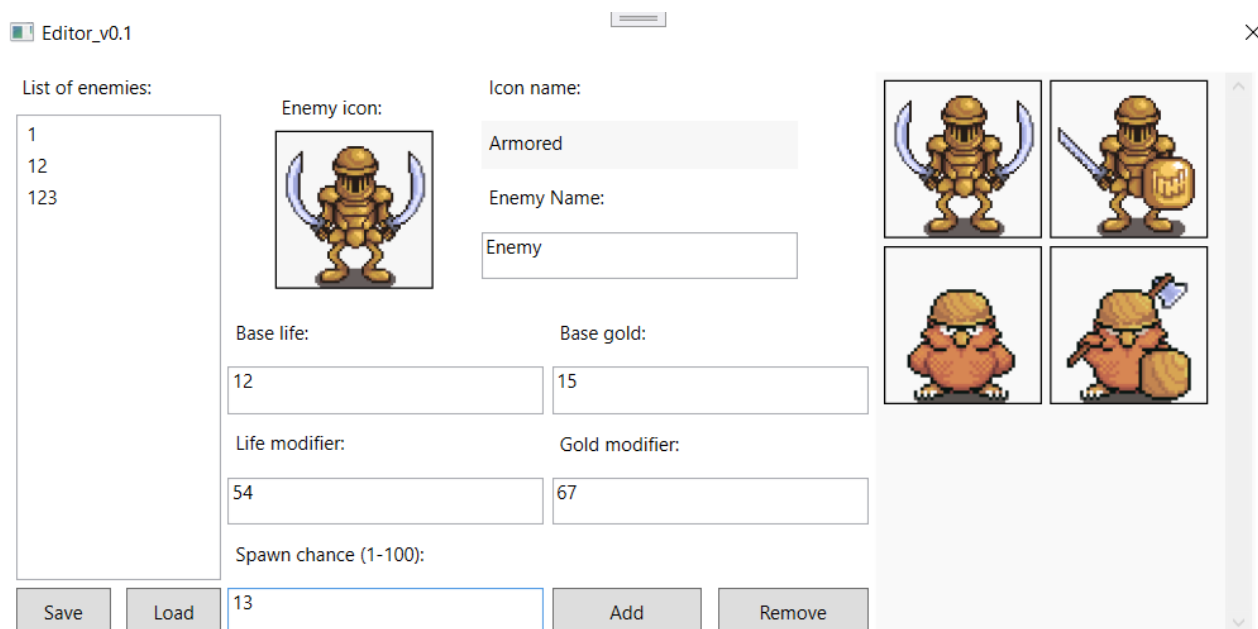 Editor_v0.1
List of enemies:
1
12
123
Enemy icon:
Icon name:
Armored
Enemy Name:
Enemy
Base life:
Base gold:
12
15
Life modifier:
Gold modifier:
54
67
Spawn chance (1-100):
13
Save
Load
Add
Remove